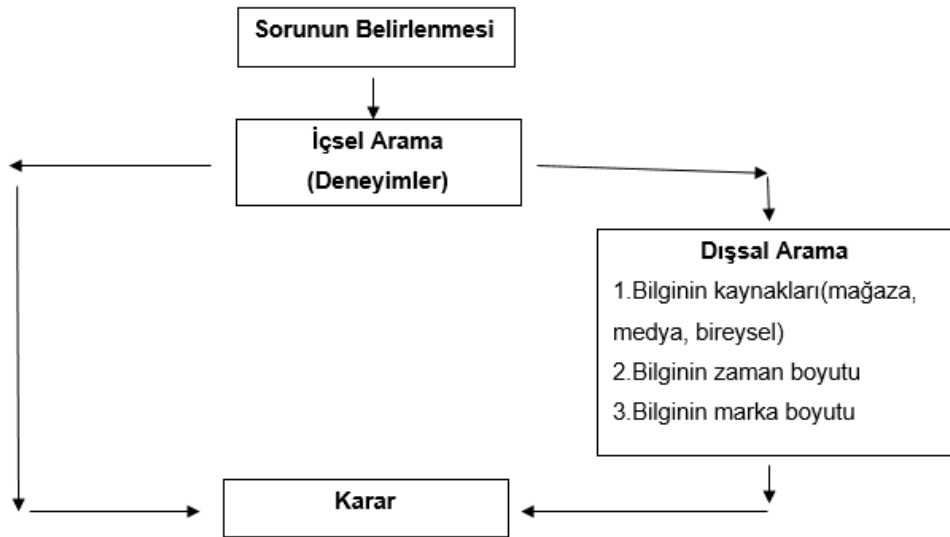 Sorunun Belirlenmesi
İçsel Arama
(Deneyimler)
Dışsal Arama
1.Bilginin kaynakları(mağaza,
medya, bireysel)
2.Bilginin zaman boyutu
3.Bilginin marka boyutu
Karar